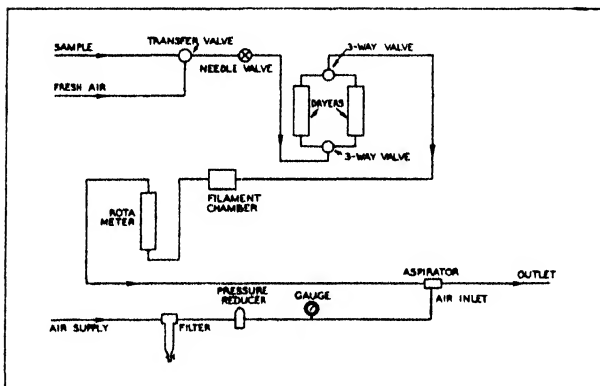 SAMPLE
TRANSFER VALVE
3-WAY VALVE
NEEDLE VALVE
FRESH AIR
DRYERS
3-WAY VALVE
FILAMENT
CHAMBER
ROTA
METER
ASPIRATOR
OUTLET
PRESSURE
REDUCER
GAUGE
AIR INLET
AIR SUPPLY
FILTER